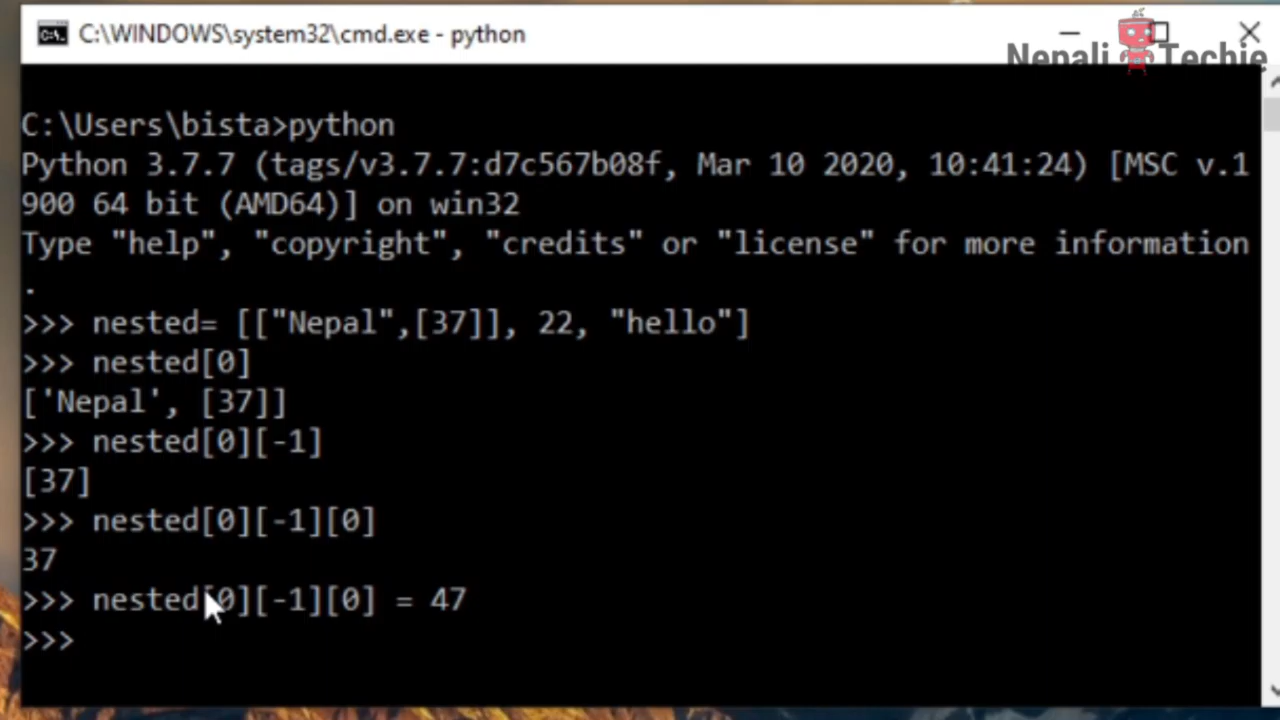 C:\WINDOWS\system32\cmd.exe - python
Nepali Techie
C:\Users\bista>python
Python 3.7.7 (tags/v3.7.7:d7c567b08f, Mar 10 2020, 10:41:24) [MSC v.1
900 64 bit (AMD64)] on win32
Type "help", "copyright", "credits" or "license" for more information
.
>>> nested= [["Nepal",[37]], 22, "hello"]
>>> nested[0]
['Nepal', [37]]
>>> nested[0][-1]
[37]
>>> nested[0][-1][0]
37
>>> nested[0][-1][0] = 47
>>>